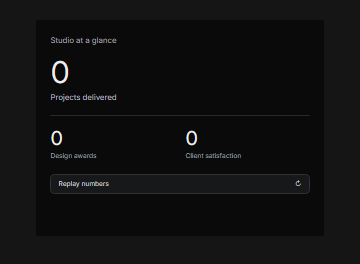 Studio at a glance
0
Projects delivered
0 0
Design awards Client satisfaction
Replay numbers